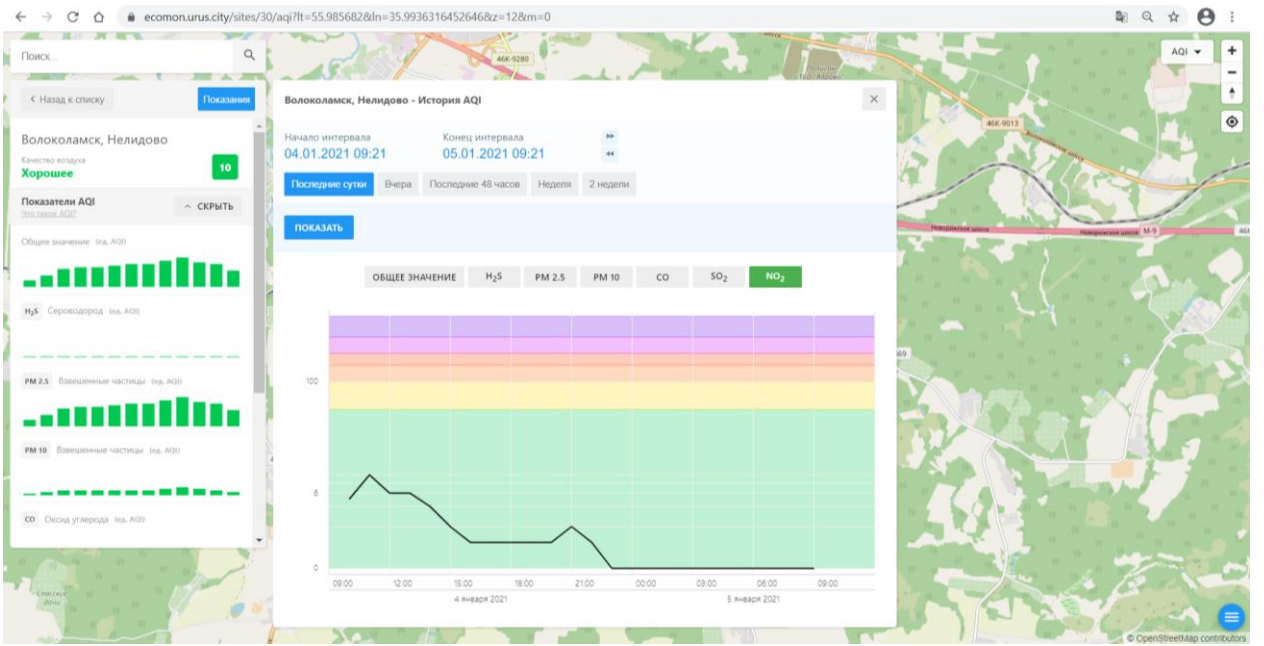 ecomon.urus.city/sites/30/aqi?lt=55.985682&ln=35.9936316452646&z=12&m=0
46K-9280
Поиск...
AQI
Назад к списку
Показания
Волоколамск, Нелидово - История AQI
46K-9013
Волоколамск, Нелидово
Качество воздуха
Хорошее
10
Начало интервала
Конец интервала
04.01.2021 09:21
05.01.2021 09:21
Последние сутки
Вчера
Последние 48 часов
Неделя
2 недели
Показатели AQI
Что такое AQI?
СКРЫТЬ
ПОКАЗАТЬ
Новорижское шоссе
Новорижское шоссе
М-9
Общее значение (ед. AQI)
ОБЩЕЕ ЗНАЧЕНИЕ
H₂S
PM 2.5
PM 10
CO
SO₂
NO₂
H₂S Сероводород (ед. AQI)
PM 2.5 Взвешенные частицы (ед. AQI)
100
PM 10 Взвешенные частицы (ед. AQI)
6
CO Оксид углерода (ед. AQI)
0
09:00
12:00
15:00
18:00
21:00
00:00
03:00
06:00
09:00
4 января 2021
5 января 2021
© OpenStreetMap contributors